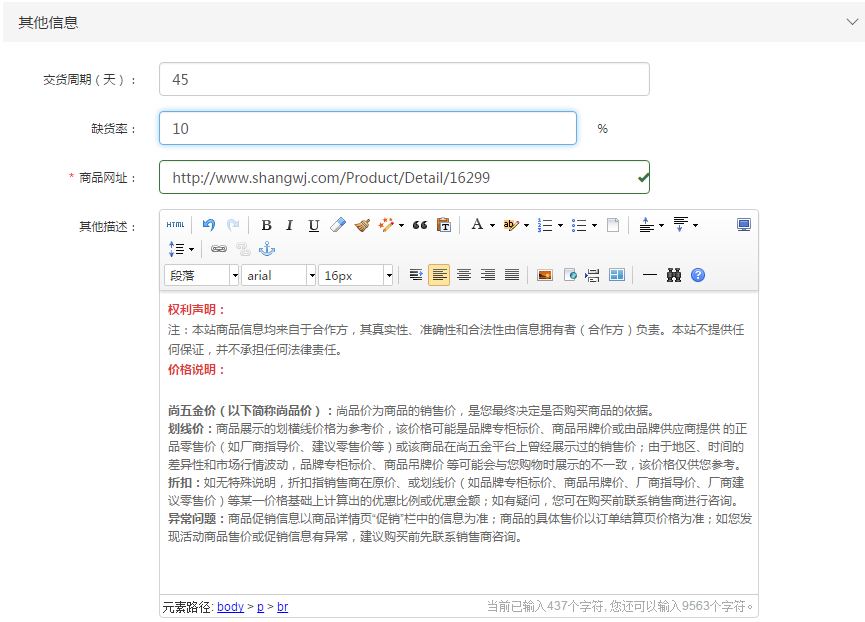 其他信息
交货周期（天）： 45
缺货率： 10 %
* 商品网址： http://www.shangwj.com/Product/Detail/16299
其他描述： HTML B I U A ab
段落 arial 16px
权利声明：
注：本站商品信息均来自于合作方，其真实性、准确性和合法性由信息拥有者（合作方）负责。本站不提供任
何保证，并不承担任何法律责任。
价格说明：
尚五金价（以下简称尚品价）：尚品价为商品的销售价，是您最终决定是否购买商品的依据。
划线价：商品展示的划横线价格为参考价，该价格可能是品牌专柜标价、商品吊牌价或由品牌供应商提供 的正
品零售价（如厂商指导价、建议零售价等）或该商品在尚五金平台上曾经展示过的销售价；由于地区、时间的
差异性和市场行情波动，品牌专柜标价、商品吊牌价 等可能会与您购物时展示的不一致，该价格仅供您参考。
折扣：如无特殊说明，折扣指销售商在原价、或划线价（如品牌专柜标价、商品吊牌价、厂商指导价、厂商建
议零售价）等某一价格基础上计算出的优惠比例或优惠金额；如有疑问，您可在购买前联系销售商进行咨询。
异常问题：商品促销信息以商品详情页“促销”栏中的信息为准；商品的具体售价以订单结算页价格为准；如您发
现活动商品售价或促销信息有异常，建议购买前先联系销售商咨询。
元素路径: body > p > br 当前已输入437个字符, 您还可以输入9563个字符。